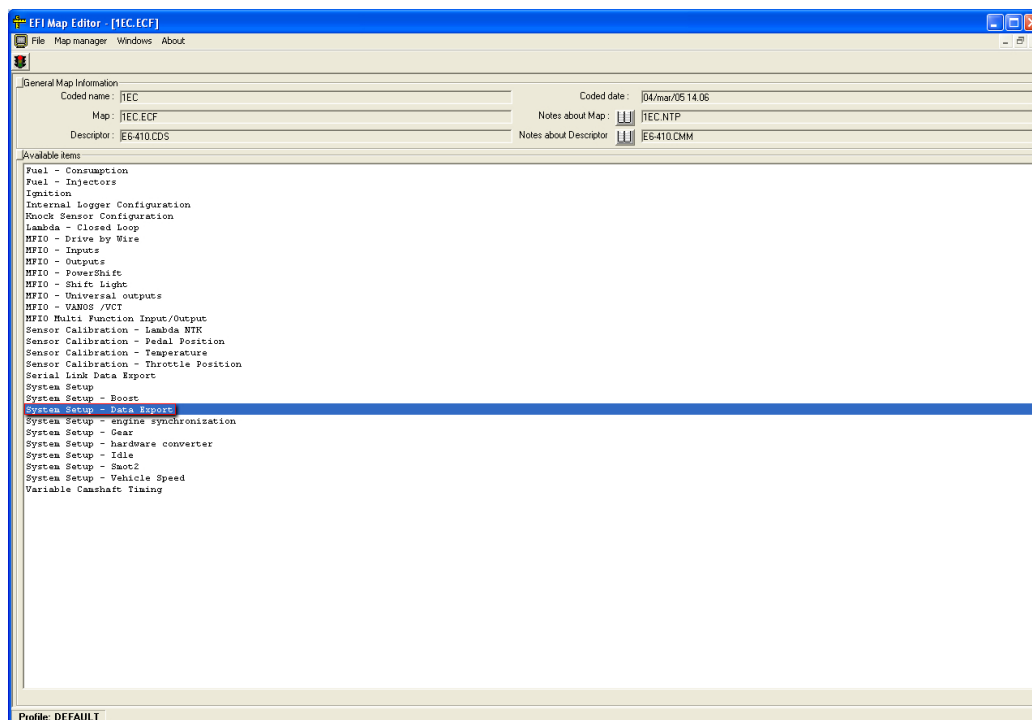 EFI Map Editor - [1EC.ECF]
File Map manager Windows About
General Map Information
Coded name : 1EC Coded date : 04/mar/05 14.06
Map : 1EC.ECF Notes about Map : 1EC.NTP
Descriptor : E6-410.CDS Notes about Descriptor E6-410.CMM
Available items
Fuel - Consumption
Fuel - Injectors
Ignition
Internal Logger Configuration
Knock Sensor Configuration
Lambda - Closed Loop
MFIO - Drive by Wire
MFIO - Inputs
MFIO - Outputs
MFIO - PowerShift
MFIO - Shift Light
MFIO - Universal outputs
MFIO - VANOS /VCT
MFIO Multi Function Input/Output
Sensor Calibration - Lambda NTK
Sensor Calibration - Pedal Position
Sensor Calibration - Temperature
Sensor Calibration - Throttle Position
Serial Link Data Export
System Setup
System Setup - Boost
System Setup - Data Export
System Setup - engine synchronization
System Setup - Gear
System Setup - hardware converter
System Setup - Idle
System Setup - Smot2
System Setup - Vehicle Speed
Variable Camshaft Timing
Profile: DEFAULT